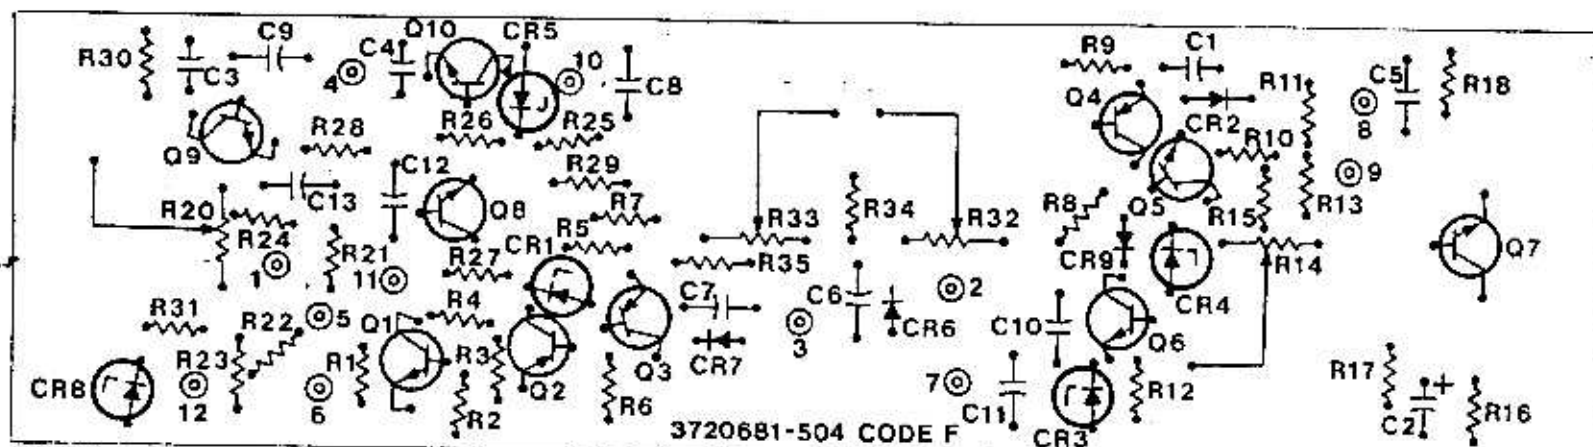 Q10 CR5
R30 C9 C4 10 R9 C1
C3 4 C8 R11 C5 R18
J Q4
R26 R25 CR2 8
Q9 R28 R10
C12 R29 9
R20 C13 Q8 R7 R33 R34 R32 R8 Q5 R15 R13
R24 R21 CR1 R5 CR9 R14 Q7
1 11 R27 R35 CR4
R31 R22 5 Q1 R4 C7 C6 2
3 CR6 C10 Q6
R23 R1 R3 Q2 Q3 CR7 R17
CR8 12 6 R2 R6 7 C11 R12 C2 + R16
3720681-504 CODE F CR3